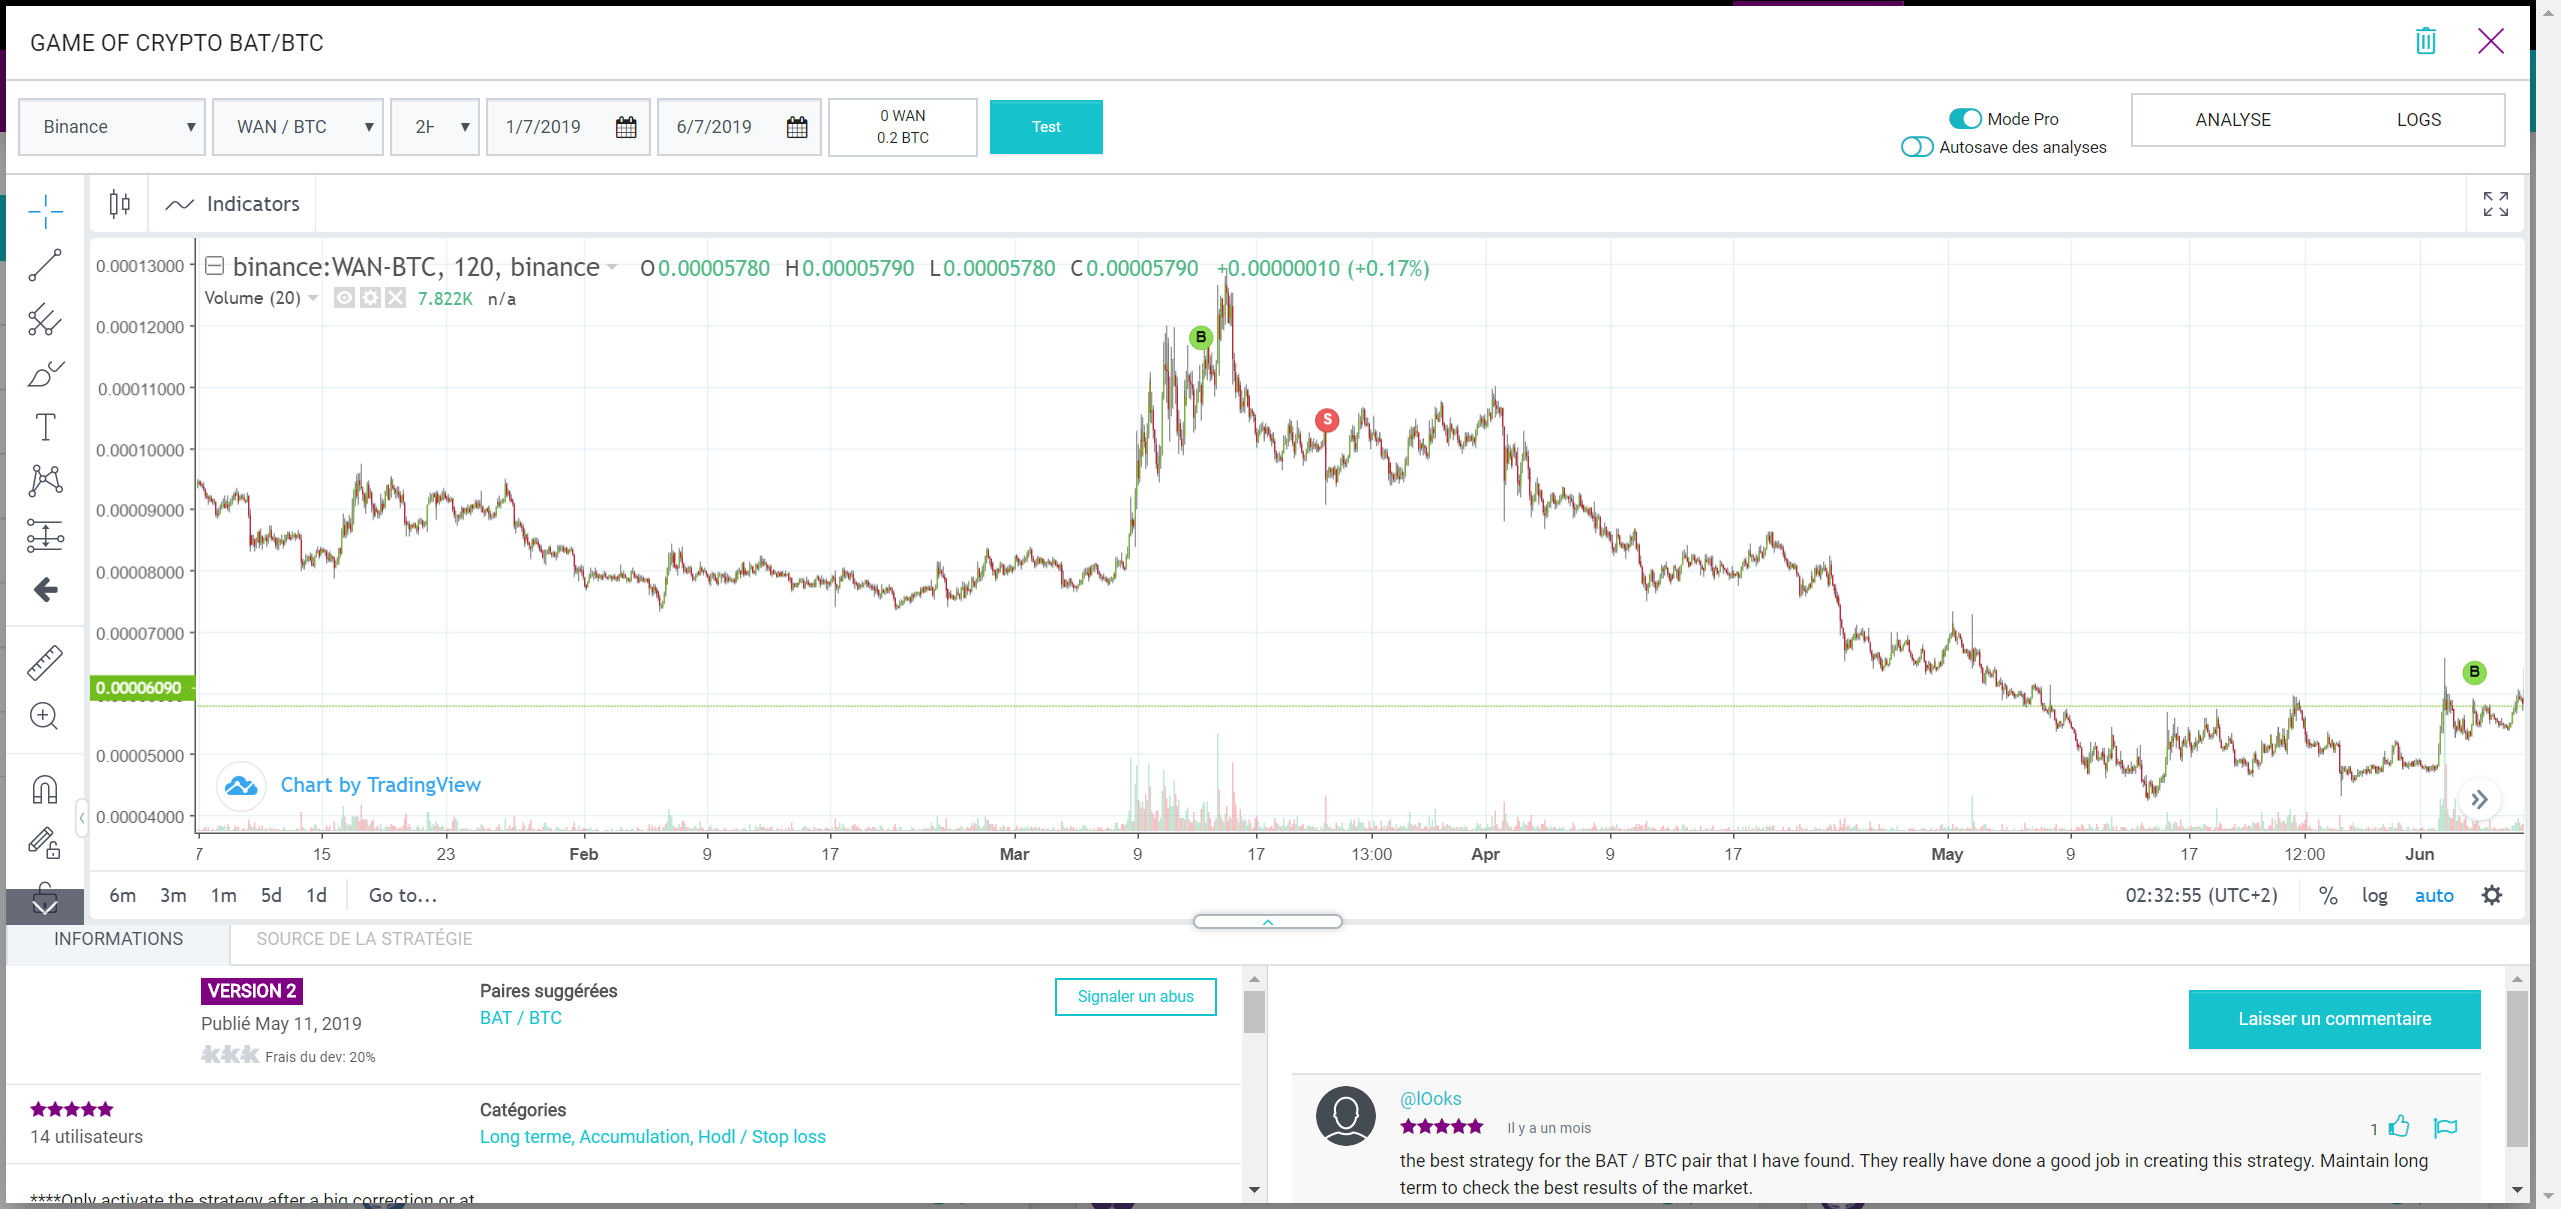 GAME OF CRYPTO BAT/BTC
Binance
WAN / BTC
2H
1/7/2019
6/7/2019
0 WAN
0.2 BTC
Test
Mode Pro
Autosave des analyses
ANALYSE
LOGS
Indicators
binance:WAN-BTC, 120, binance O0.00005780 H0.00005790 L0.00005780 C0.00005790 +0.00000010 (+0.17%)
Volume (20) 7.822K n/a
0.00013000
0.00012000
0.00011000
0.00010000
0.00009000
0.00008000
0.00007000
0.00006090
0.00005000
0.00004000
B
S
B
Chart by TradingView
7 15 23 Feb 9 17 Mar 9 17 13:00 Apr 9 17 May 9 17 12:00 Jun
6m 3m 1m 5d 1d Go to...
02:32:55 (UTC+2) % log auto
INFORMATIONS
SOURCE DE LA STRATÉGIE
VERSION 2
Publié May 11, 2019
Frais du dev: 20%
Paires suggérées
BAT / BTC
Signaler un abus
14 utilisateurs
Catégories
Long terme, Accumulation, Hodl / Stop loss
****Only activate the strategy after a big correction or at
Laisser un commentaire
@lOoks
Il y a un mois
1
the best strategy for the BAT / BTC pair that I have found. They really have done a good job in creating this strategy. Maintain long
term to check the best results of the market.